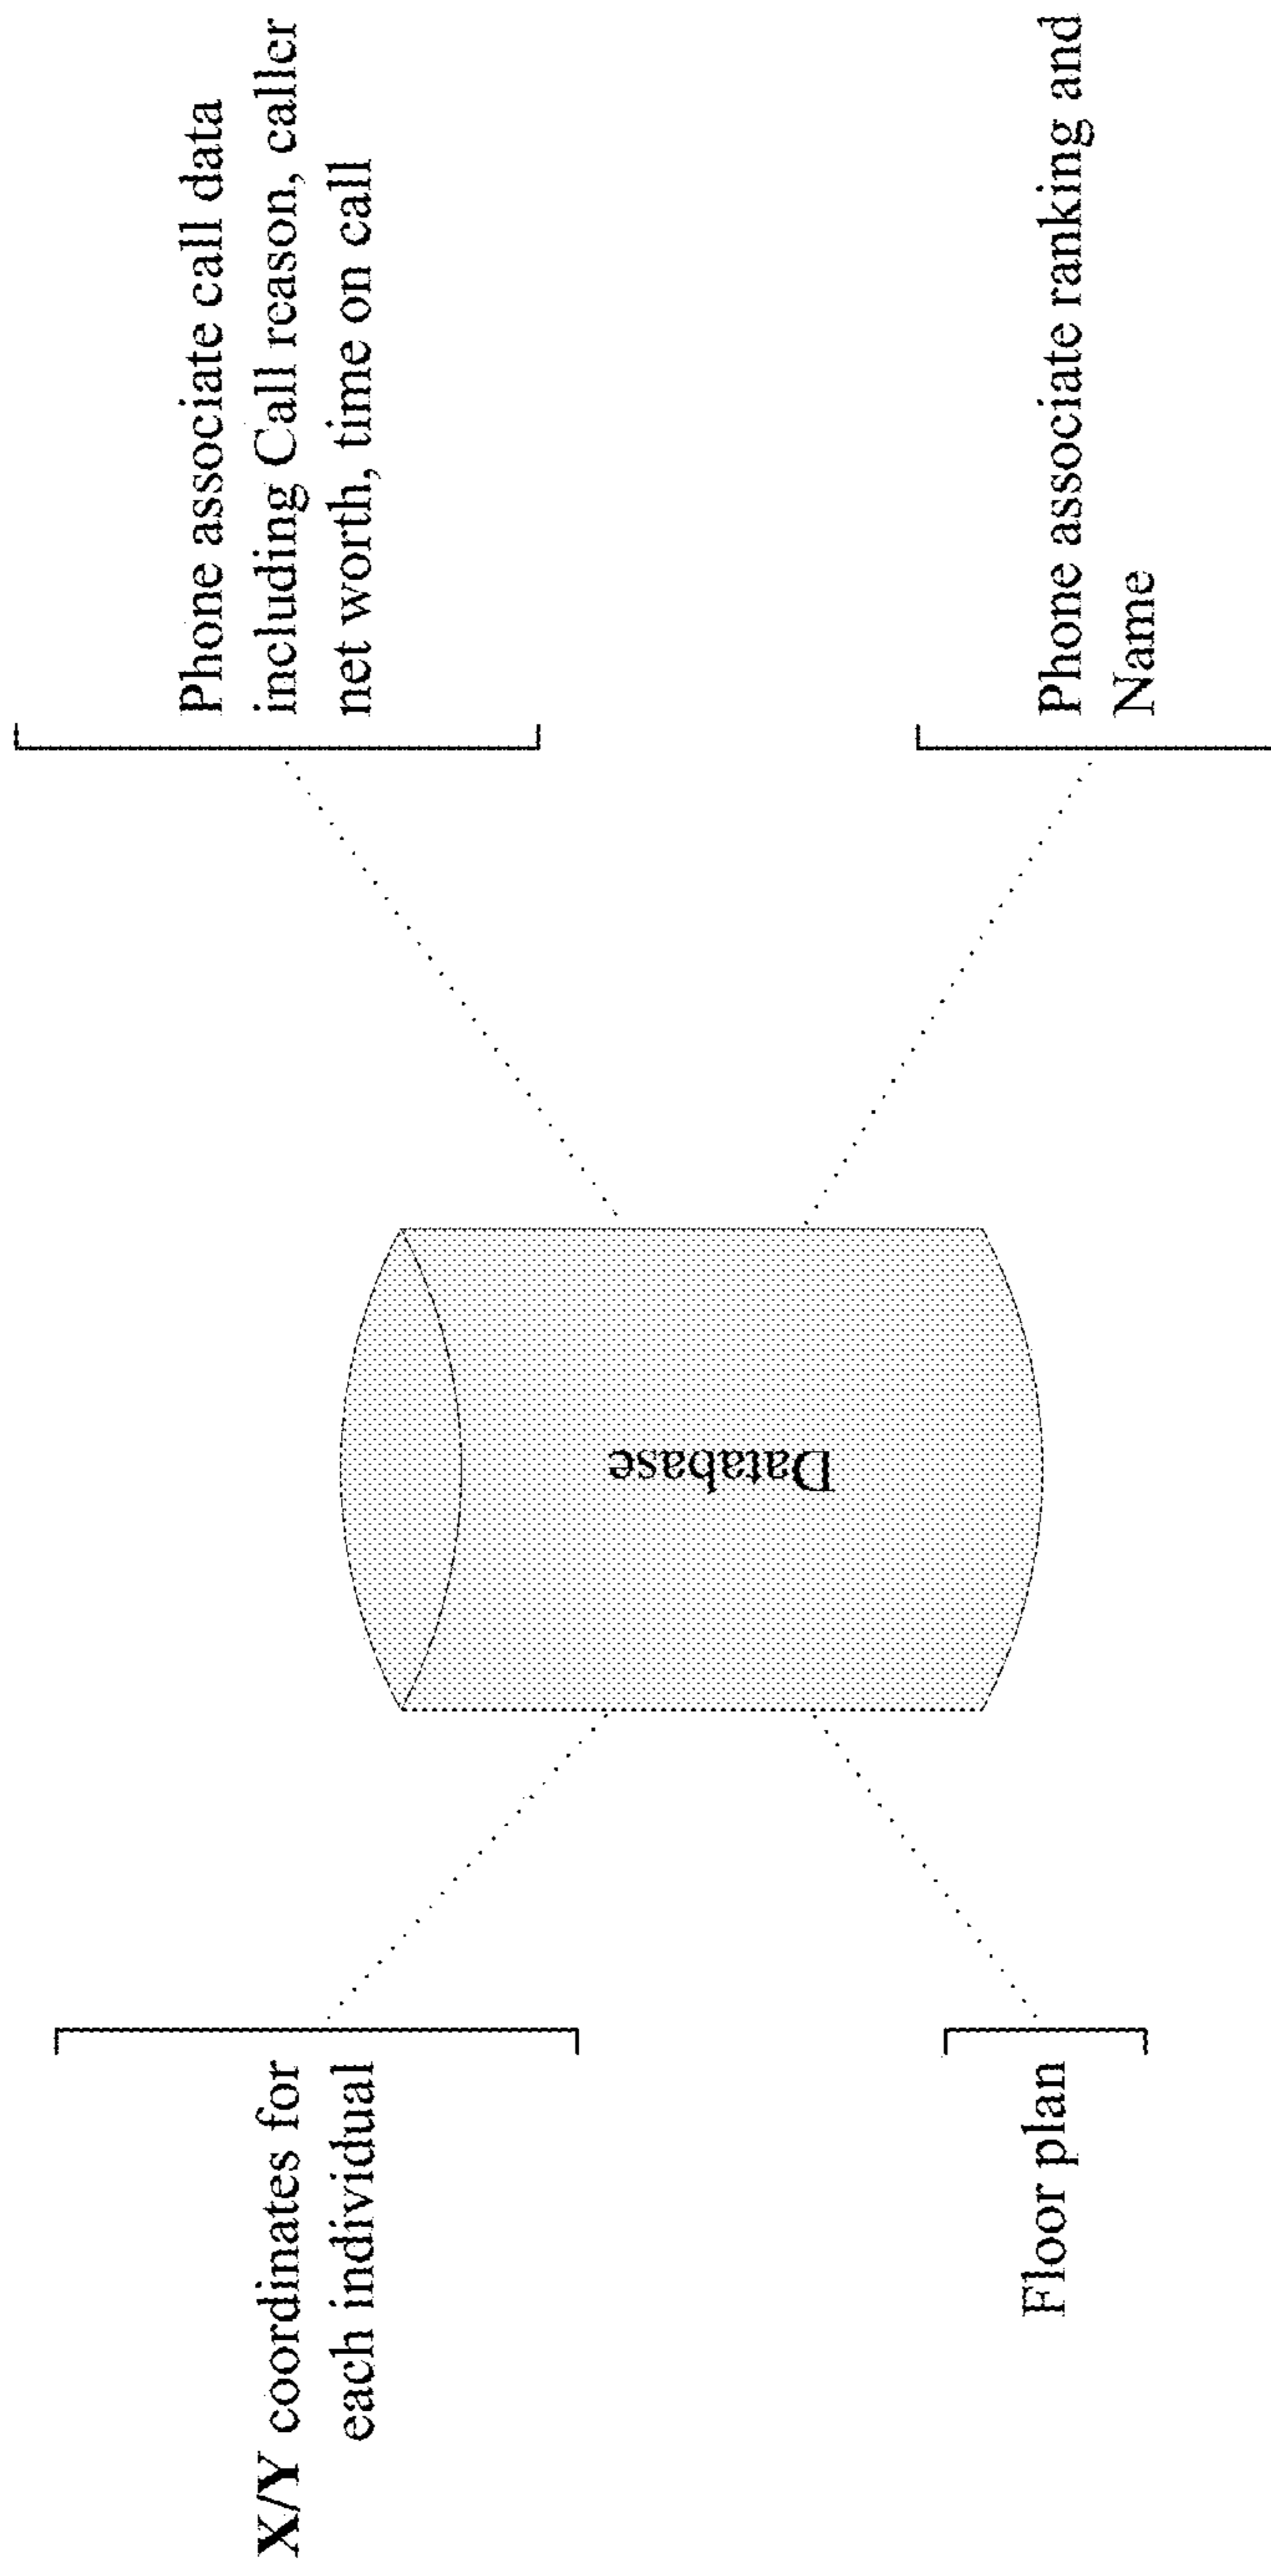 X/Y coordinates for
each individual
Floor plan
Database
Phone associate call data
including Call reason, caller
net worth, time on call
Phone associate ranking and
Name